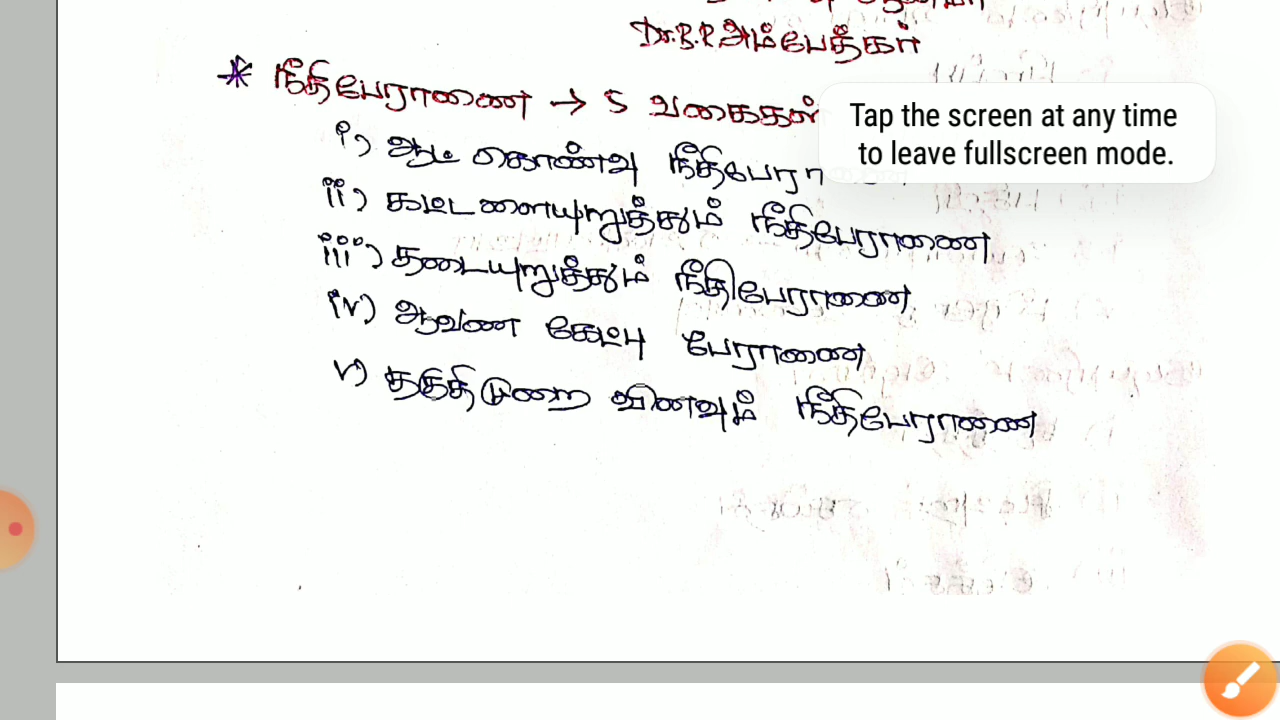 Dr.B.R.அம்பேத்கர்
* நீதிபேராணை → 5 வகைகள்
i) ஆட் கொண்வு நீதிபேரா
ii) கட்டளையுறுத்தும் நீதிபேராணை
iii) தடையுறுத்தும் நீதிபேராணை
iv) ஆவண கேட்பு பேராணை
v) தகுதிமுறை வினவும் நீதிபேராணை
Tap the screen at any time
to leave fullscreen mode.